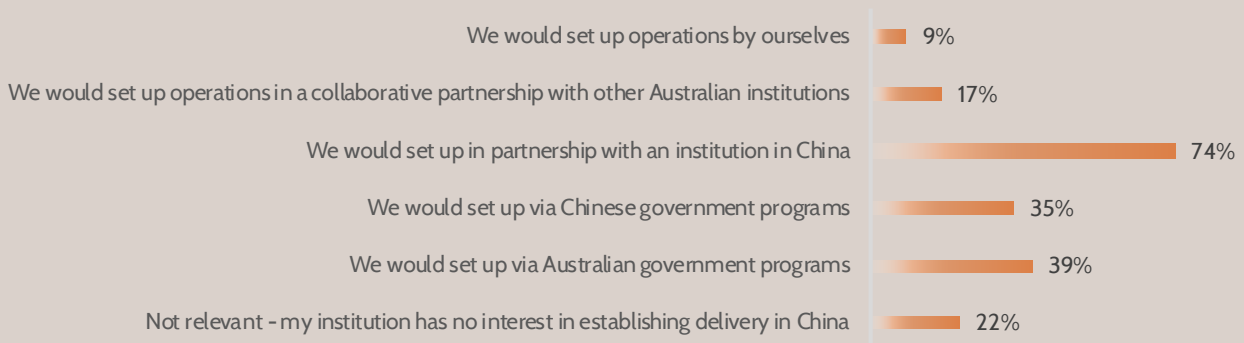 We would set up operations by ourselves 9%
We would set up operations in a collaborative partnership with other Australian institutions 17%
We would set up in partnership with an institution in China 74%
We would set up via Chinese government programs 35%
We would set up via Australian government programs 39%
Not relevant - my institution has no interest in establishing delivery in China 22%